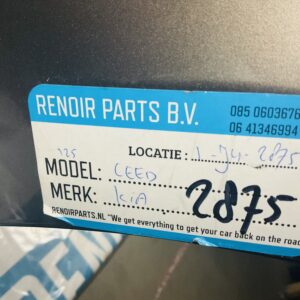 RENOIR PARTS B.V.
085 0603676
06 41346994
LOCATIE : 1-J4-2875
125
MODEL: CEED
MERK: KIA
2875
RENOIRPARTS.NL "We get everything to get your car back on the road